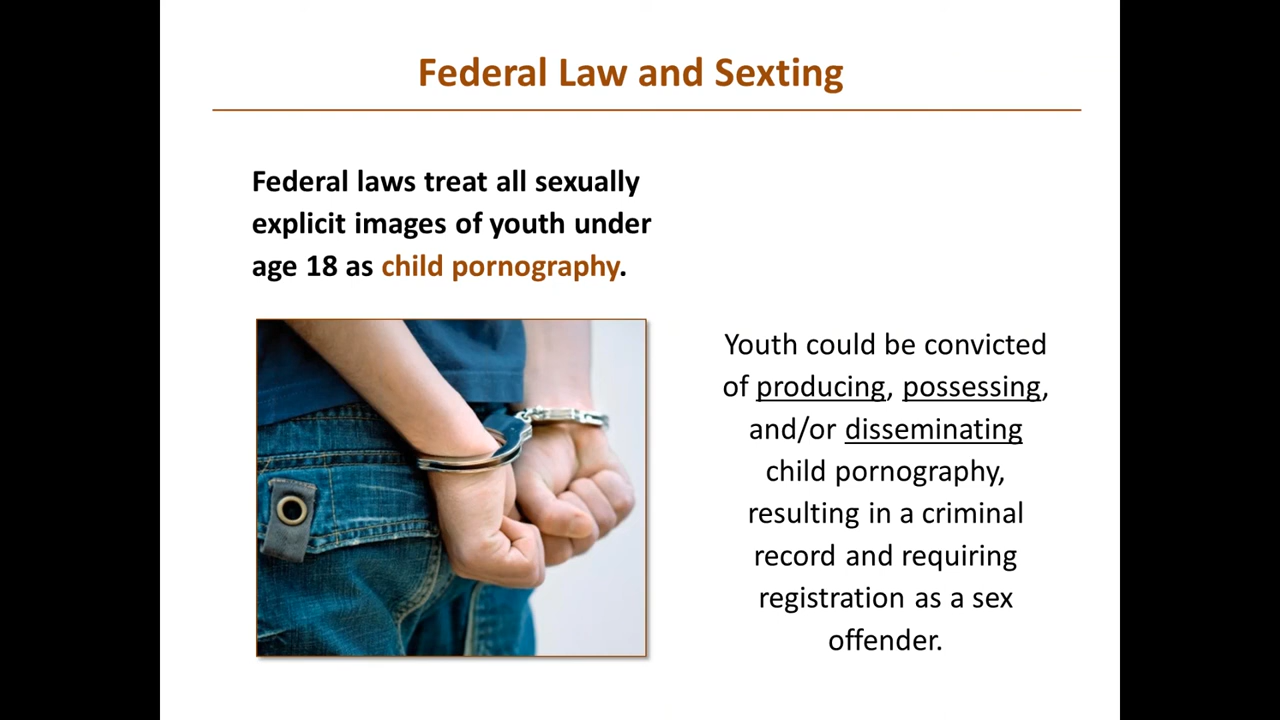 Federal Law and Sexting
Federal laws treat all sexually
explicit images of youth under
age 18 as child pornography.
Youth could be convicted
of producing, possessing,
and/or disseminating
child pornography,
resulting in a criminal
record and requiring
registration as a sex
offender.